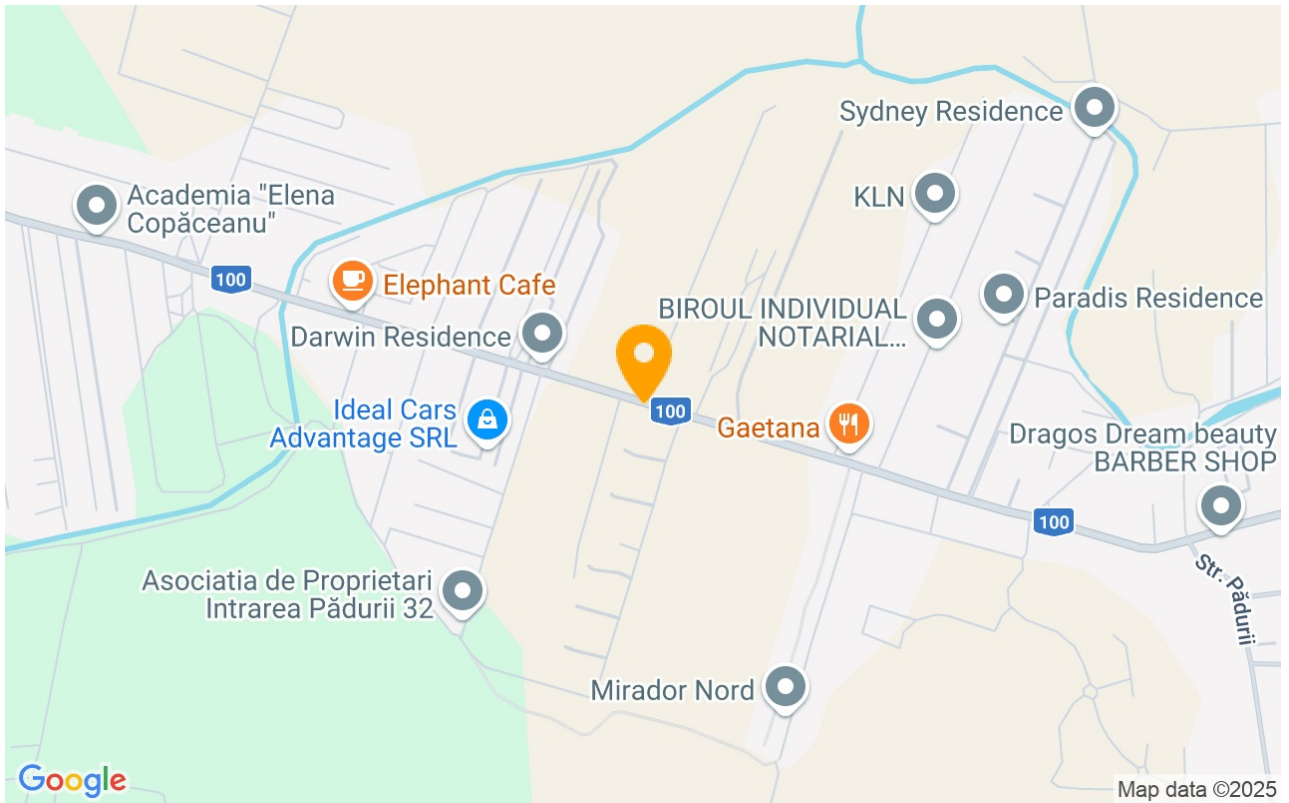 Sydney Residence
Academia "Elena
Copăceanu"
KLN
100
Elephant Cafe
Paradis Residence
BIROUL INDIVIDUAL
NOTARIAL...
Darwin Residence
Ideal Cars
Advantage SRL
100
Gaetana
Dragos Dream beauty
BARBER SHOP
100
Str. Pădurii
Asociatia de Proprietari
Intrarea Pădurii 32
Mirador Nord
Google
Map data ©2025